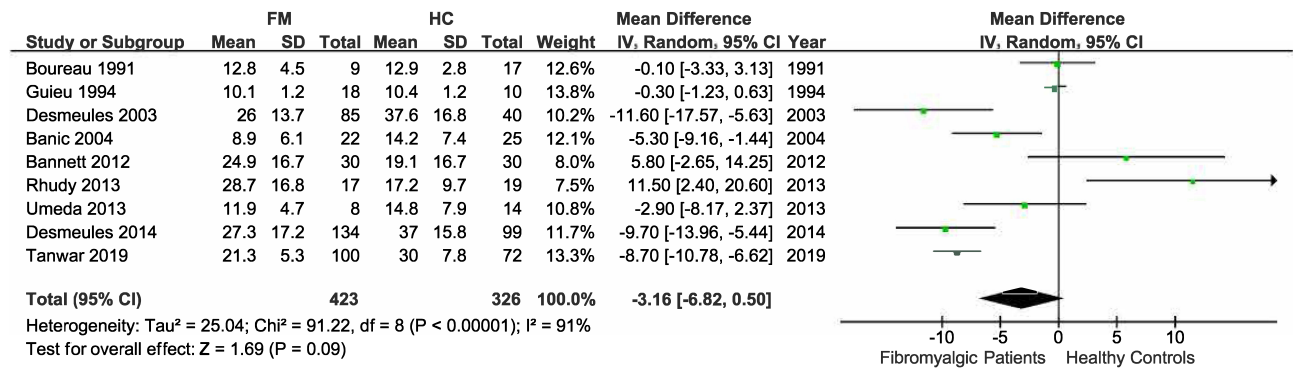 FM HC Mean Difference Mean Difference
Study or Subgroup Mean SD Total Mean SD Total Weight IV, Random, 95% CI Year IV, Random, 95% CI
Boureau 1991 12.8 4.5 9 12.9 2.8 17 12.6% -0.10 [-3.33, 3.13] 1991
Guieu 1994 10.1 1.2 18 10.4 1.2 10 13.8% -0.30 [-1.23, 0.63] 1994
Desmeules 2003 26 13.7 85 37.6 16.8 40 10.2% -11.60 [-17.57, -5.63] 2003
Banic 2004 8.9 6.1 22 14.2 7.4 25 12.1% -5.30 [-9.16, -1.44] 2004
Bannett 2012 24.9 16.7 30 19.1 16.7 30 8.0% 5.80 [-2.65, 14.25] 2012
Rhudy 2013 28.7 16.8 17 17.2 9.7 19 7.5% 11.50 [2.40, 20.60] 2013
Umeda 2013 11.9 4.7 8 14.8 7.9 14 10.8% -2.90 [-8.17, 2.37] 2013
Desmeules 2014 27.3 17.2 134 37 15.8 99 11.7% -9.70 [-13.96, -5.44] 2014
Tanwar 2019 21.3 5.3 100 30 7.8 72 13.3% -8.70 [-10.78, -6.62] 2019
Total (95% CI) 423 326 100.0% -3.16 [-6.82, 0.50]
Heterogeneity: Tau² = 25.04; Chi² = 91.22, df = 8 (P < 0.00001); I² = 91%
Test for overall effect: Z = 1.69 (P = 0.09)
-10 -5 0 5 10
Fibromyalgic Patients Healthy Controls